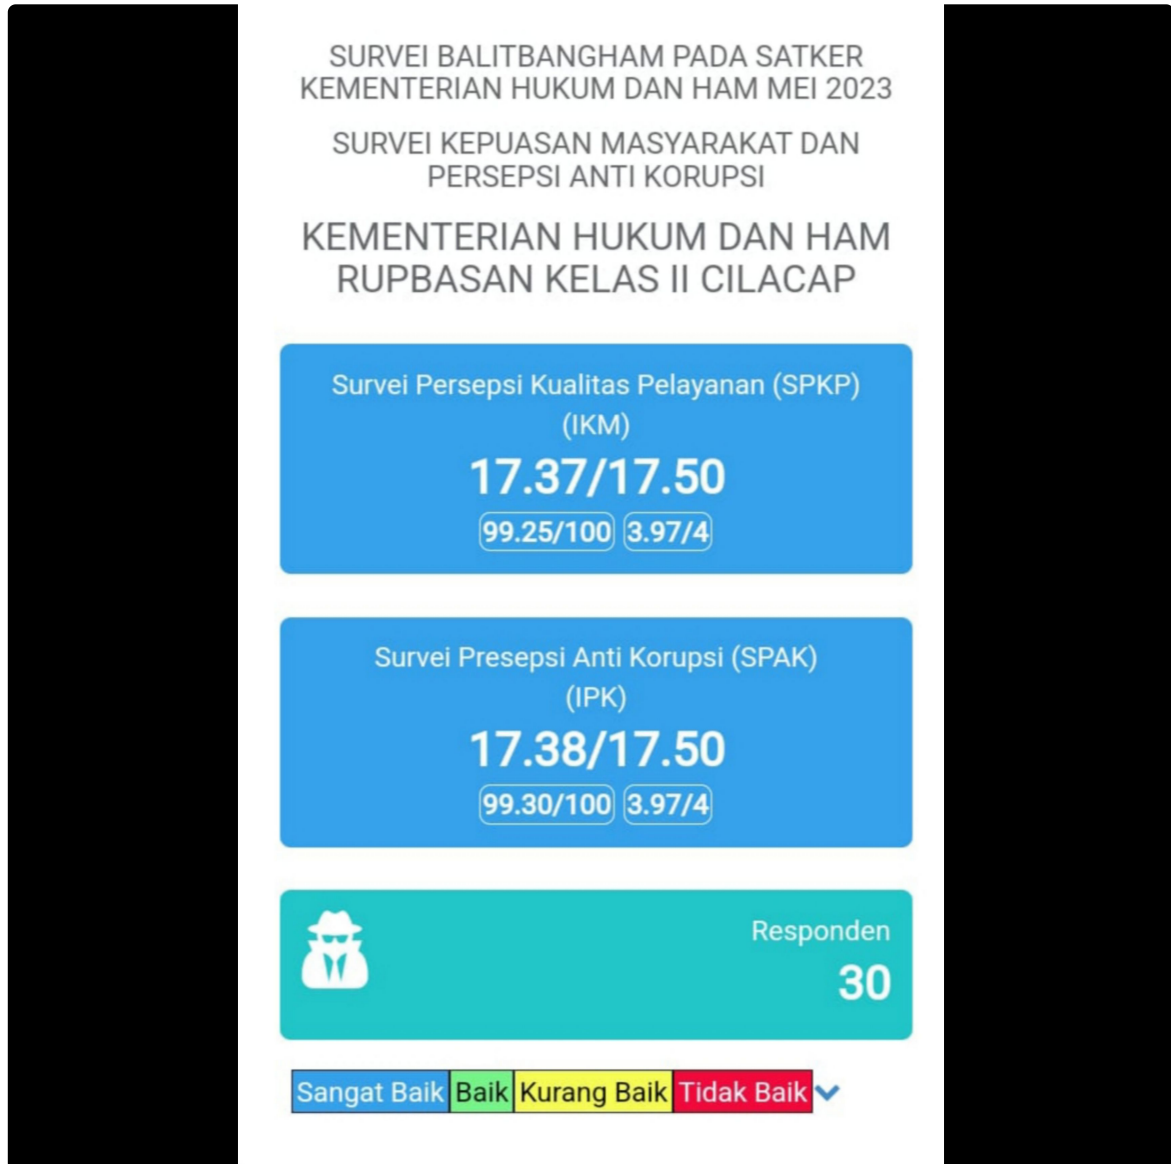 SURVEI BALITBANGHAM PADA SATKER
KEMENTERIAN HUKUM DAN HAM MEI 2023
SURVEI KEPUASAN MASYARAKAT DAN
PERSEPSI ANTI KORUPSI
KEMENTERIAN HUKUM DAN HAM
RUPBASAN KELAS II CILACAP
Survei Persepsi Kualitas Pelayanan (SPKP)
(IKM)
17.37/17.50
99.25/100 3.97/4
Survei Presepsi Anti Korupsi (SPAK)
(IPK)
17.38/17.50
99.30/100 3.97/4
Responden
30
Sangat Baik Baik Kurang Baik Tidak Baik